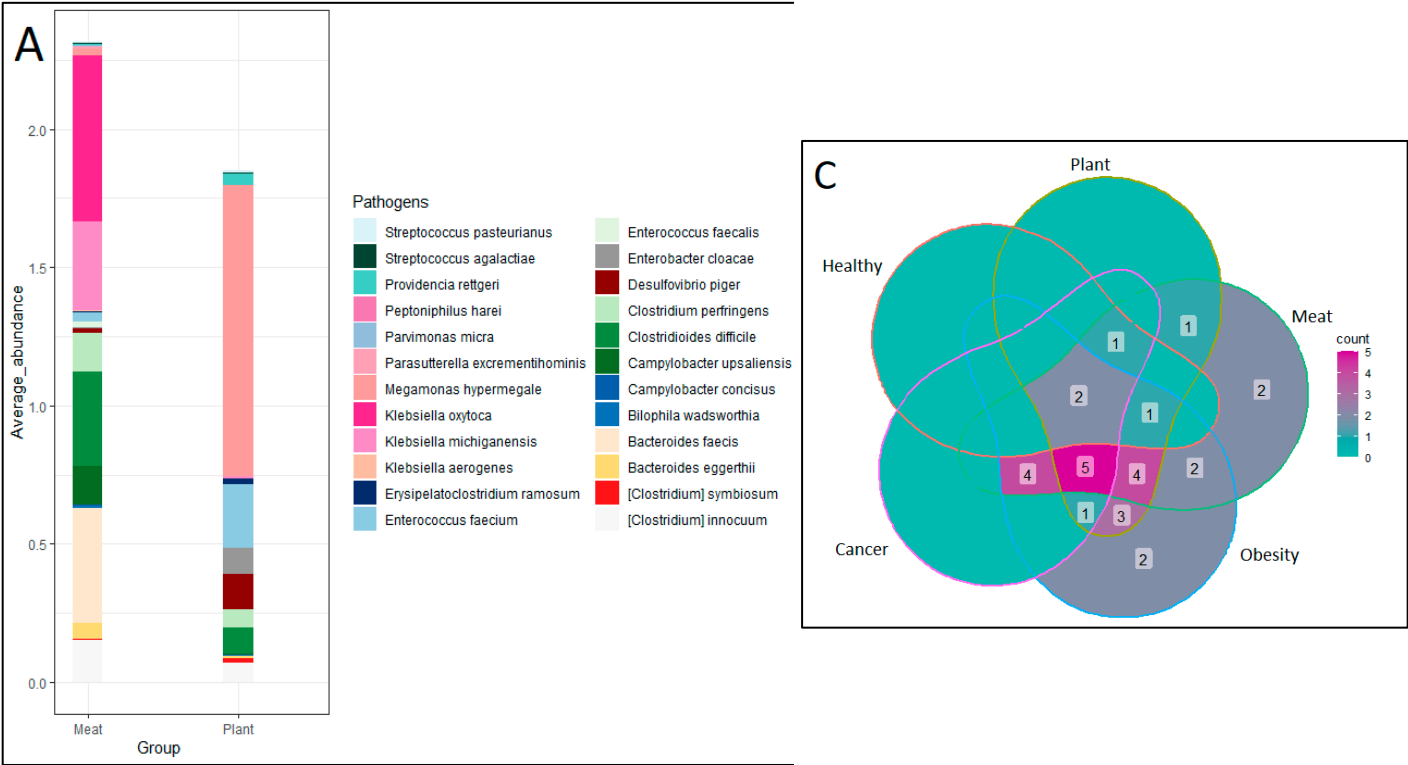 A
Average_abundance
2.0
1.5
1.0
0.5
0.0
Meat
Plant
Group
Pathogens
Streptococcus pasteurianus
Streptococcus agalactiae
Providencia rettgeri
Peptoniphilus harei
Parvimonas micra
Parasutterella excrementihominis
Megamonas hypermegale
Klebsiella oxytoca
Klebsiella michiganensis
Klebsiella aerogenes
Erysipelatoclostridium ramosum
Enterococcus faecium
Enterococcus faecalis
Enterobacter cloacae
Desulfovibrio piger
Clostridium perfringens
Clostridioides difficile
Campylobacter upsaliensis
Campylobacter concisus
Bilophila wadsworthia
Bacteroides faecis
Bacteroides eggerthii
[Clostridium] symbiosum
[Clostridium] innocuum
C
Plant
Healthy
Meat
Cancer
Obesity
1
1
2
2
1
4
5
4
2
1
3
2
count
5
4
3
2
1
0